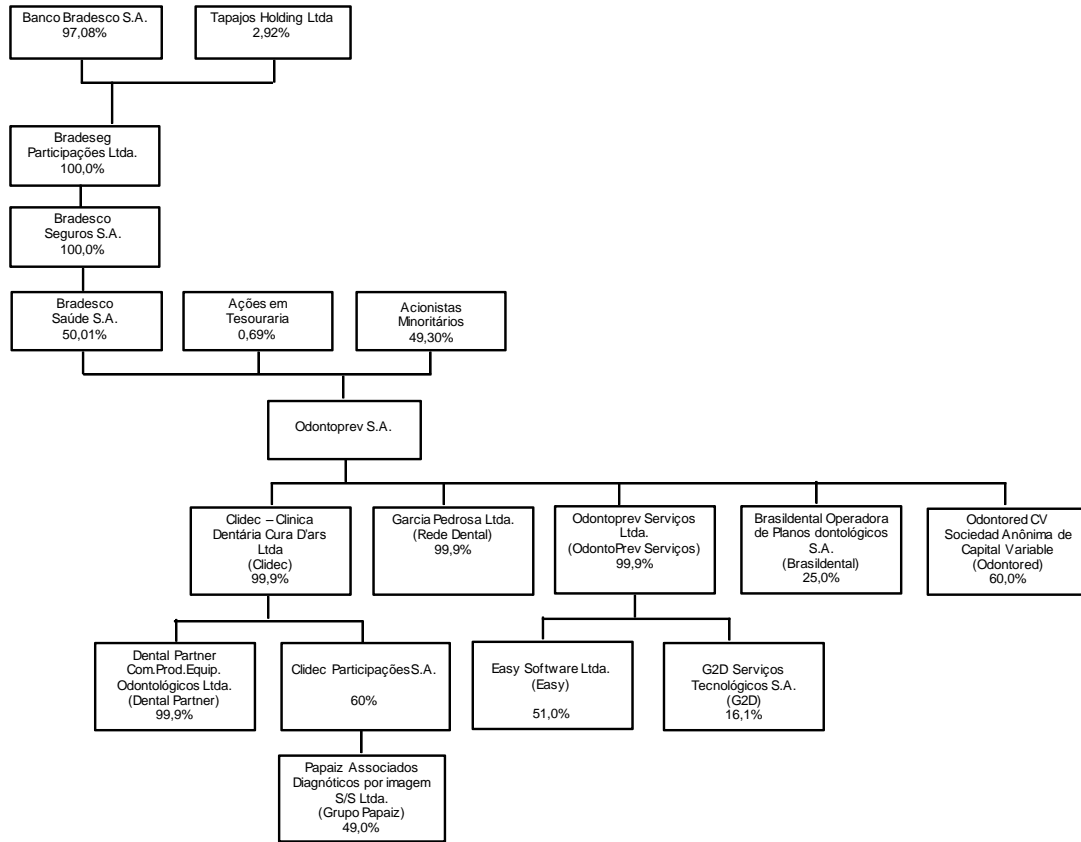 Banco Bradesco S.A.
97,08%
Tapajos Holding Ltda
2,92%
Bradeseg
Participações Ltda.
100,0%
Bradesco
Seguros S.A.
100,0%
Bradesco
Saúde S.A.
50,01%
Ações em
Tesouraria
0,69%
Acionistas
Minoritários
49,30%
Odontoprev S.A.
Clidec – Clinica
Dentária Cura D'ars
Ltda
(Clidec)
99,9%
Garcia Pedrosa Ltda.
(Rede Dental)
99,9%
Odontoprev Serviços
Ltda.
(OdontoPrev Serviços)
99,9%
Brasildental Operadora
de Planos dontológicos
S.A.
(Brasildental)
25,0%
Odontored CV
Sociedad Anônima de
Capital Variable
(Odontored)
60,0%
Dental Partner
Com.Prod.Equip.
Odontológicos Ltda.
(Dental Partner)
99,9%
Clidec Participações S.A.
60%
Easy Software Ltda.
(Easy)
51,0%
G2D Serviços
Tecnológicos S.A.
(G2D)
16,1%
Papaiz Associados
Diagnóticos por imagem
S/S Ltda.
(Grupo Papaiz)
49,0%